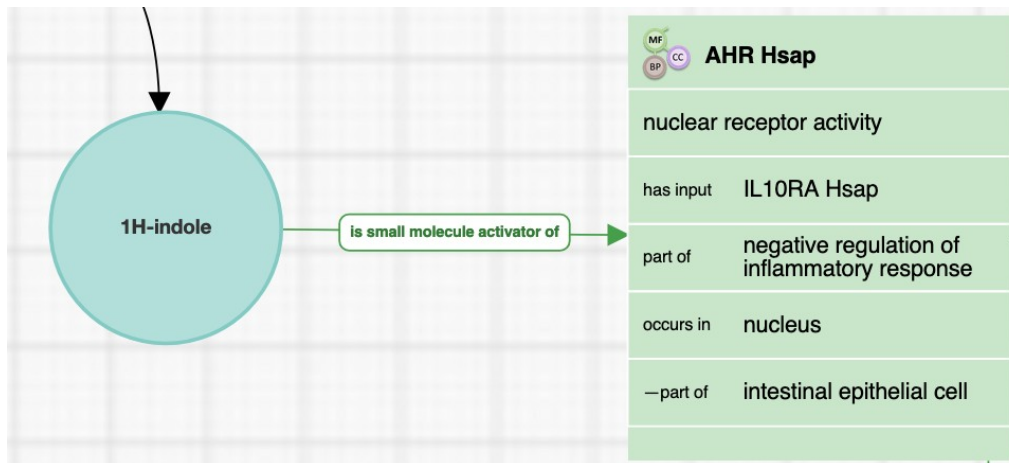 MF
CC
BP
AHR Hsap
nuclear receptor activity
has input IL10RA Hsap
1H-indole
is small molecule activator of
part of negative regulation of
inflammatory response
occurs in nucleus
—part of intestinal epithelial cell